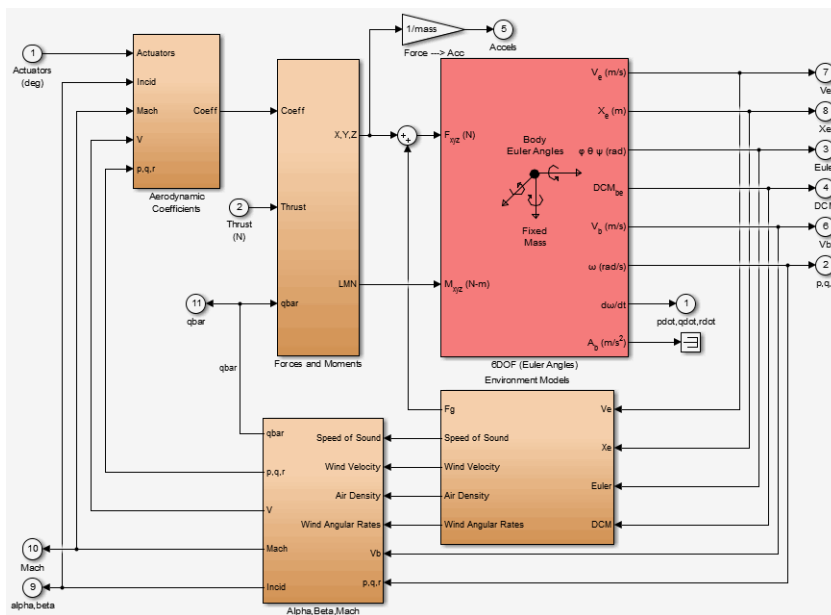 1/mass
5
Accels
Force ---> Acc
1
Actuators
(deg)
Actuators
Incid
Mach
V
p,q,r
Coeff
Aerodynamic
Coefficients
2
Thrust
(N)
Coeff
Thrust
qbar
X,Y,Z
LMN
Forces and Moments
11
qbar
qbar
F_xyz (N)
M_xyz (N-m)
Body
Euler Angles
Fixed
Mass
V_e (m/s)
X_e (m)
φ θ ψ (rad)
DCM_be
V_b (m/s)
ω (rad/s)
dω/dt
A_b (m/s²)
6DOF (Euler Angles)
7
Ve
8
Xe
3
Euler
4
DCM
6
Vb
2
p,q,
1
pdot,qdot,rdot
Environment Models
Fg
Speed of Sound
Wind Velocity
Air Density
Wind Angular Rates
Ve
Xe
Euler
DCM
qbar
p,q,r
V
Mach
Incid
Speed of Sound
Wind Velocity
Air Density
Wind Angular Rates
Vb
p,q,r
Alpha,Beta,Mach
10
Mach
9
alpha,beta